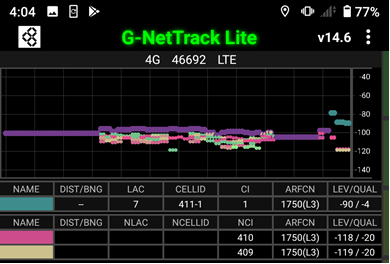 4:04 77%
G-NetTrack Lite v14.6
4G 46692 LTE
-40
-60
-80
-100
-120
-140
NAME DIST/BNG LAC CELLID CI ARFCN LEV/QUAL
-- 7 411-1 1 1750(L3) -90 / -4
NAME DIST/BNG NLAC NCELLID NCI ARFCN LEV/QUAL
410 1750(L3) -118 / -20
409 1750(L3) -119 / -20